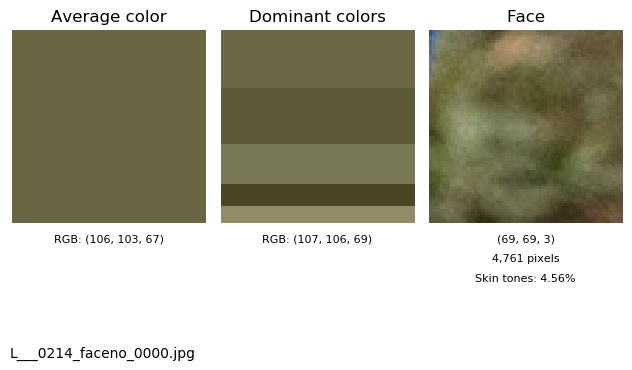 Average color
Dominant colors
Face
RGB: (106, 103, 67)
RGB: (107, 106, 69)
(69, 69, 3)
4,761 pixels
Skin tones: 4.56%
L___0214_faceno_0000.jpg